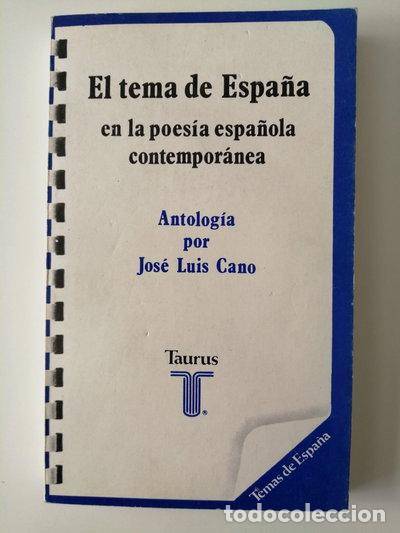 El tema de España
en la poesía española
contemporánea
Antología
por
José Luis Cano
Taurus
®
Temas de España
todocoleccion.net